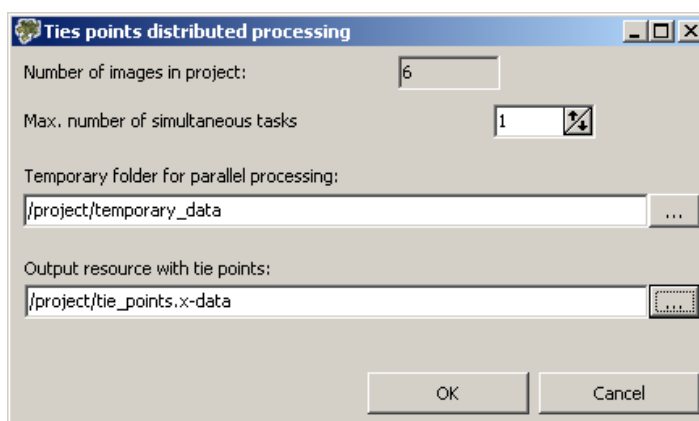 Ties points distributed processing
Number of images in project:
6
Max. number of simultaneous tasks
1
Temporary folder for parallel processing:
/project/temporary_data
...
Output resource with tie points:
/project/tie_points.x-data
...
OK
Cancel